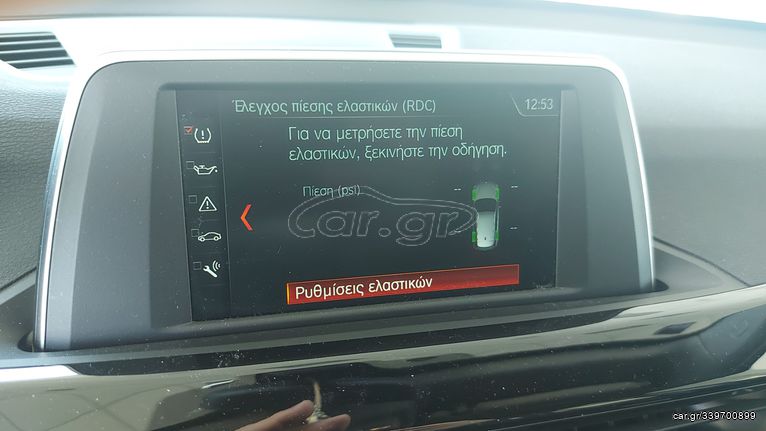 Έλεγχος πίεσης ελαστικών (RDC)
12:53
Για να μετρήσετε την πίεση
ελαστικών, ξεκινήστε την οδήγηση.
Πίεση (psi)
-- --
-- --
car.gr
Ρυθμίσεις ελαστικών
car.gr/339700899